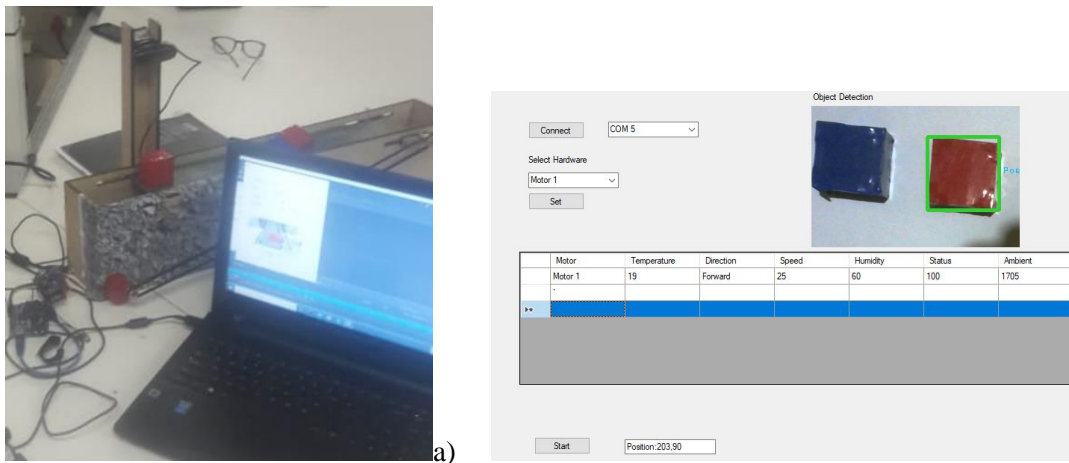 Object Detection
Connect COM 5
Select Hardware
Motor 1
Set
Motor Temperature Direction Speed Humidity Status Ambient
Motor 1 19 Forward 25 60 100 1705
Start Position:203,90
a)